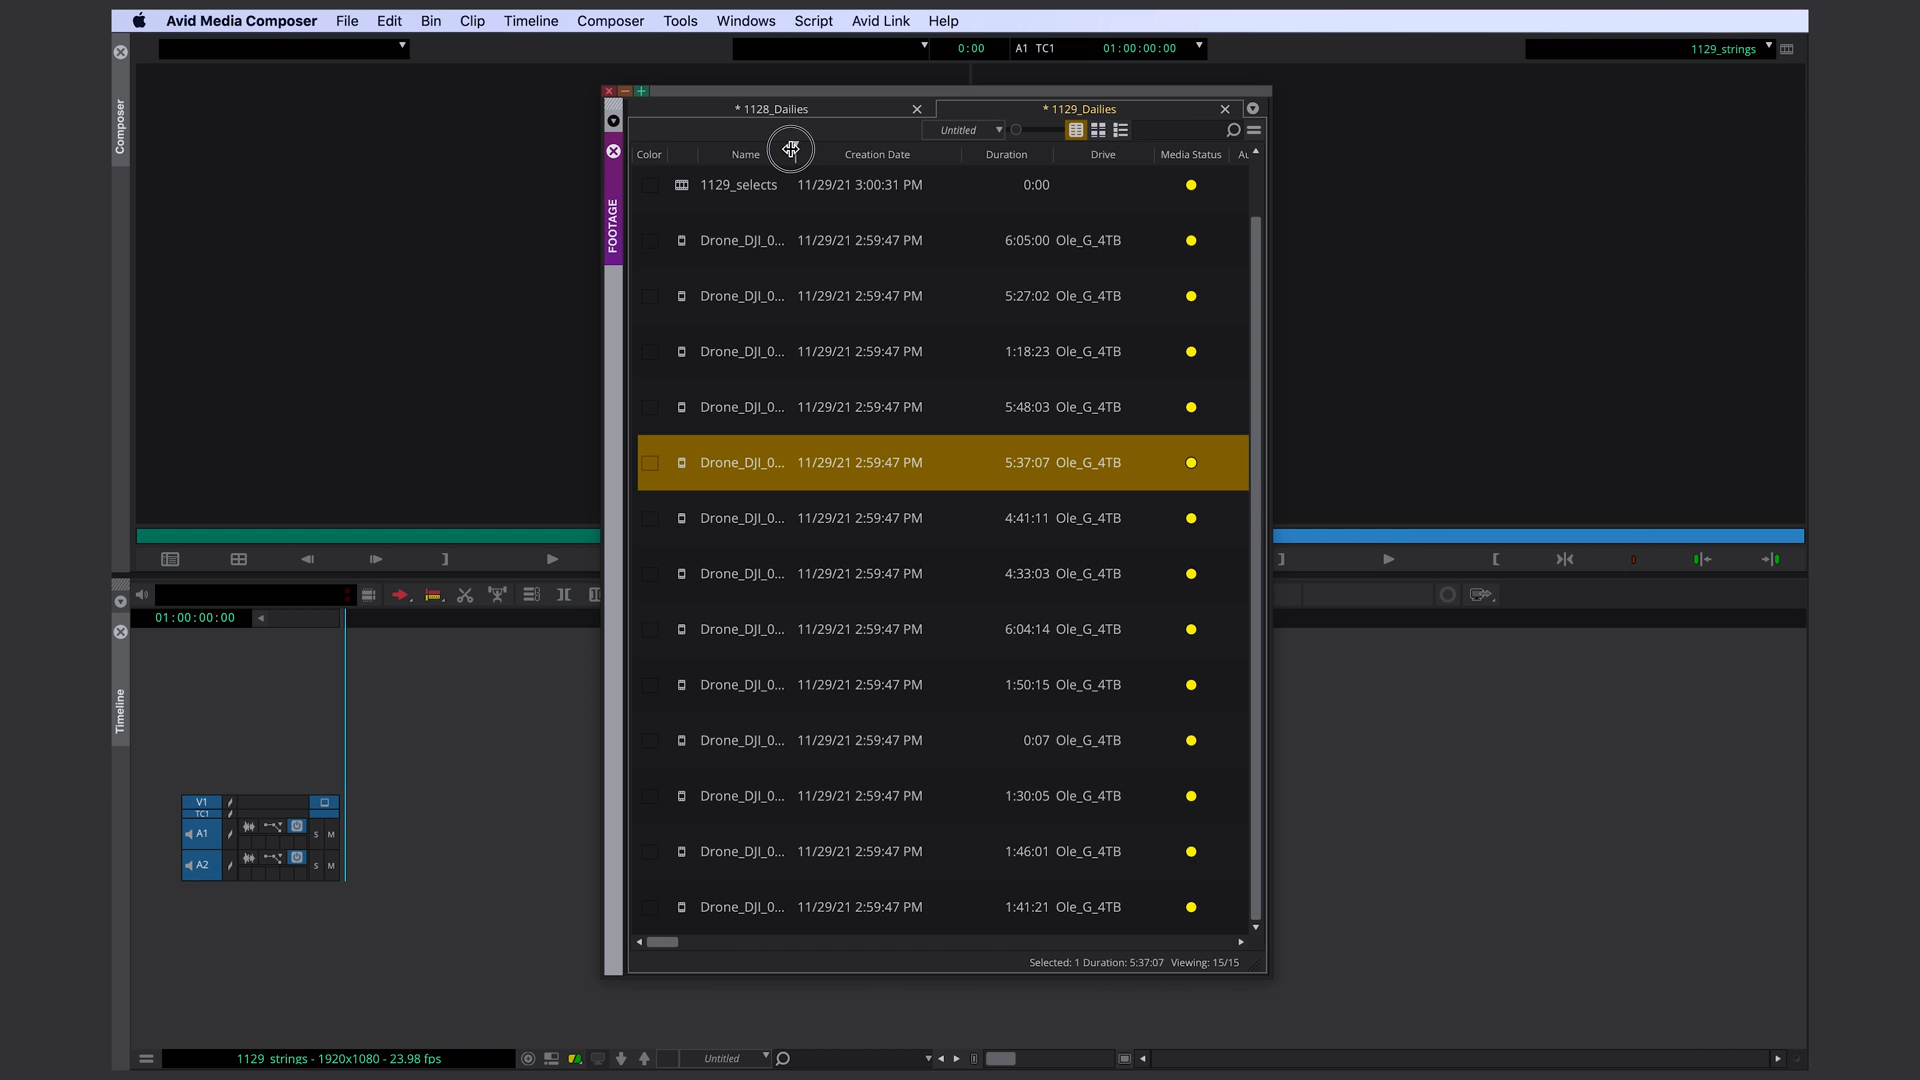 Avid Media Composer File Edit Bin Clip Timeline Composer Tools Windows Script Avid Link Help
0:00 A1 TC1 01:00:00:00 1129_strings
Composer
* 1128_Dailies * 1129_Dailies
Untitled
FOOTAGE
Color Name Creation Date Duration Drive Media Status Au
1129_selects 11/29/21 3:00:31 PM 0:00
Drone_DJI_0... 11/29/21 2:59:47 PM 6:05:00 Ole_G_4TB
Drone_DJI_0... 11/29/21 2:59:47 PM 5:27:02 Ole_G_4TB
Drone_DJI_0... 11/29/21 2:59:47 PM 1:18:23 Ole_G_4TB
Drone_DJI_0... 11/29/21 2:59:47 PM 5:48:03 Ole_G_4TB
Drone_DJI_0... 11/29/21 2:59:47 PM 5:37:07 Ole_G_4TB
Drone_DJI_0... 11/29/21 2:59:47 PM 4:41:11 Ole_G_4TB
Drone_DJI_0... 11/29/21 2:59:47 PM 4:33:03 Ole_G_4TB
Drone_DJI_0... 11/29/21 2:59:47 PM 6:04:14 Ole_G_4TB
Drone_DJI_0... 11/29/21 2:59:47 PM 1:50:15 Ole_G_4TB
Drone_DJI_0... 11/29/21 2:59:47 PM 0:07 Ole_G_4TB
Drone_DJI_0... 11/29/21 2:59:47 PM 1:30:05 Ole_G_4TB
Drone_DJI_0... 11/29/21 2:59:47 PM 1:46:01 Ole_G_4TB
Drone_DJI_0... 11/29/21 2:59:47 PM 1:41:21 Ole_G_4TB
Selected: 1 Duration: 5:37:07 Viewing: 15/15
01:00:00:00
Timeline
V1
TC1
A1 S M
A2 S M
1129_strings - 1920x1080 - 23.98 fps Untitled